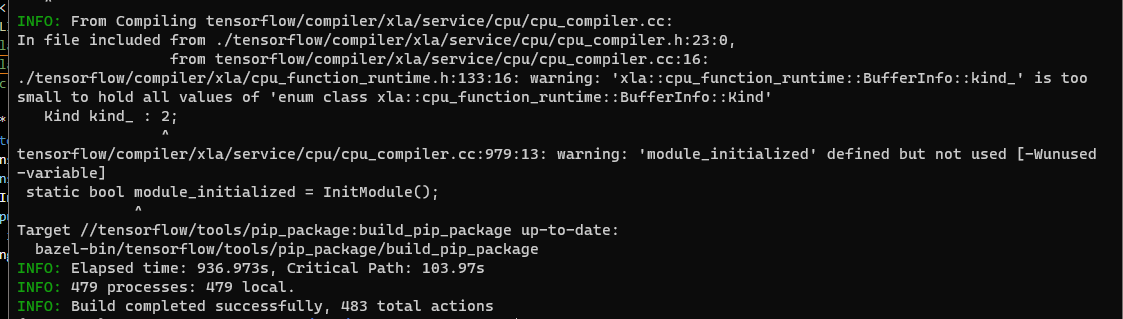 INFO: From Compiling tensorflow/compiler/xla/service/cpu/cpu_compiler.cc:
In file included from ./tensorflow/compiler/xla/service/cpu/cpu_compiler.h:23:0,
                 from tensorflow/compiler/xla/service/cpu/cpu_compiler.cc:16:
./tensorflow/compiler/xla/cpu_function_runtime.h:133:16: warning: 'xla::cpu_function_runtime::BufferInfo::kind_' is too
small to hold all values of 'enum class xla::cpu_function_runtime::BufferInfo::Kind'
   Kind kind_ : 2;
                ^
tensorflow/compiler/xla/service/cpu/cpu_compiler.cc:979:13: warning: 'module_initialized' defined but not used [-Wunused
-variable]
 static bool module_initialized = InitModule();
             ^
Target //tensorflow/tools/pip_package:build_pip_package up-to-date:
  bazel-bin/tensorflow/tools/pip_package/build_pip_package
INFO: Elapsed time: 936.973s, Critical Path: 103.97s
INFO: 479 processes: 479 local.
INFO: Build completed successfully, 483 total actions